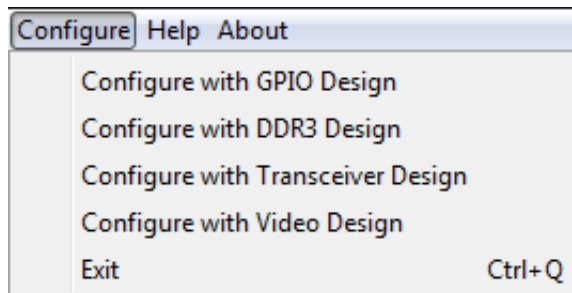 Configure Help About
Configure with GPIO Design
Configure with DDR3 Design
Configure with Transceiver Design
Configure with Video Design
Exit Ctrl+Q